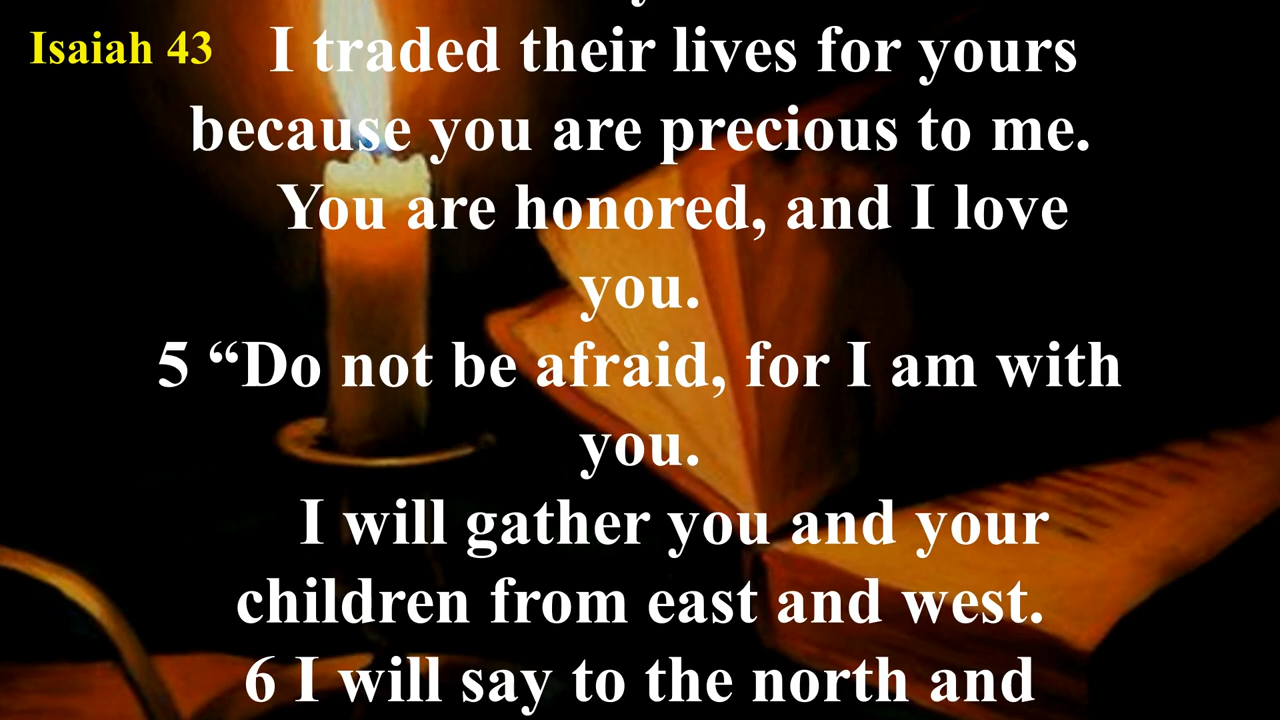 Isaiah 43
I traded their lives for yours
because you are precious to me.
You are honored, and I love
you.
5 “Do not be afraid, for I am with
you.
I will gather you and your
children from east and west.
6 I will say to the north and